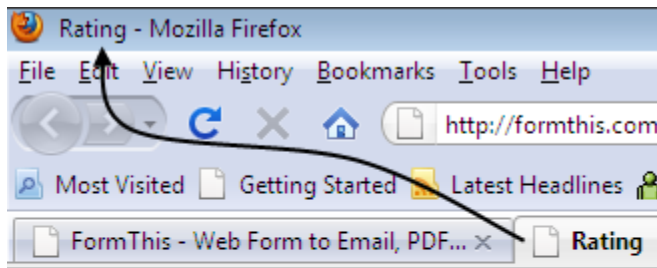 Rating - Mozilla Firefox
File Edit View History Bookmarks Tools Help
http://formthis.com
Most Visited Getting Started Latest Headlines
FormThis - Web Form to Email, PDF... Rating